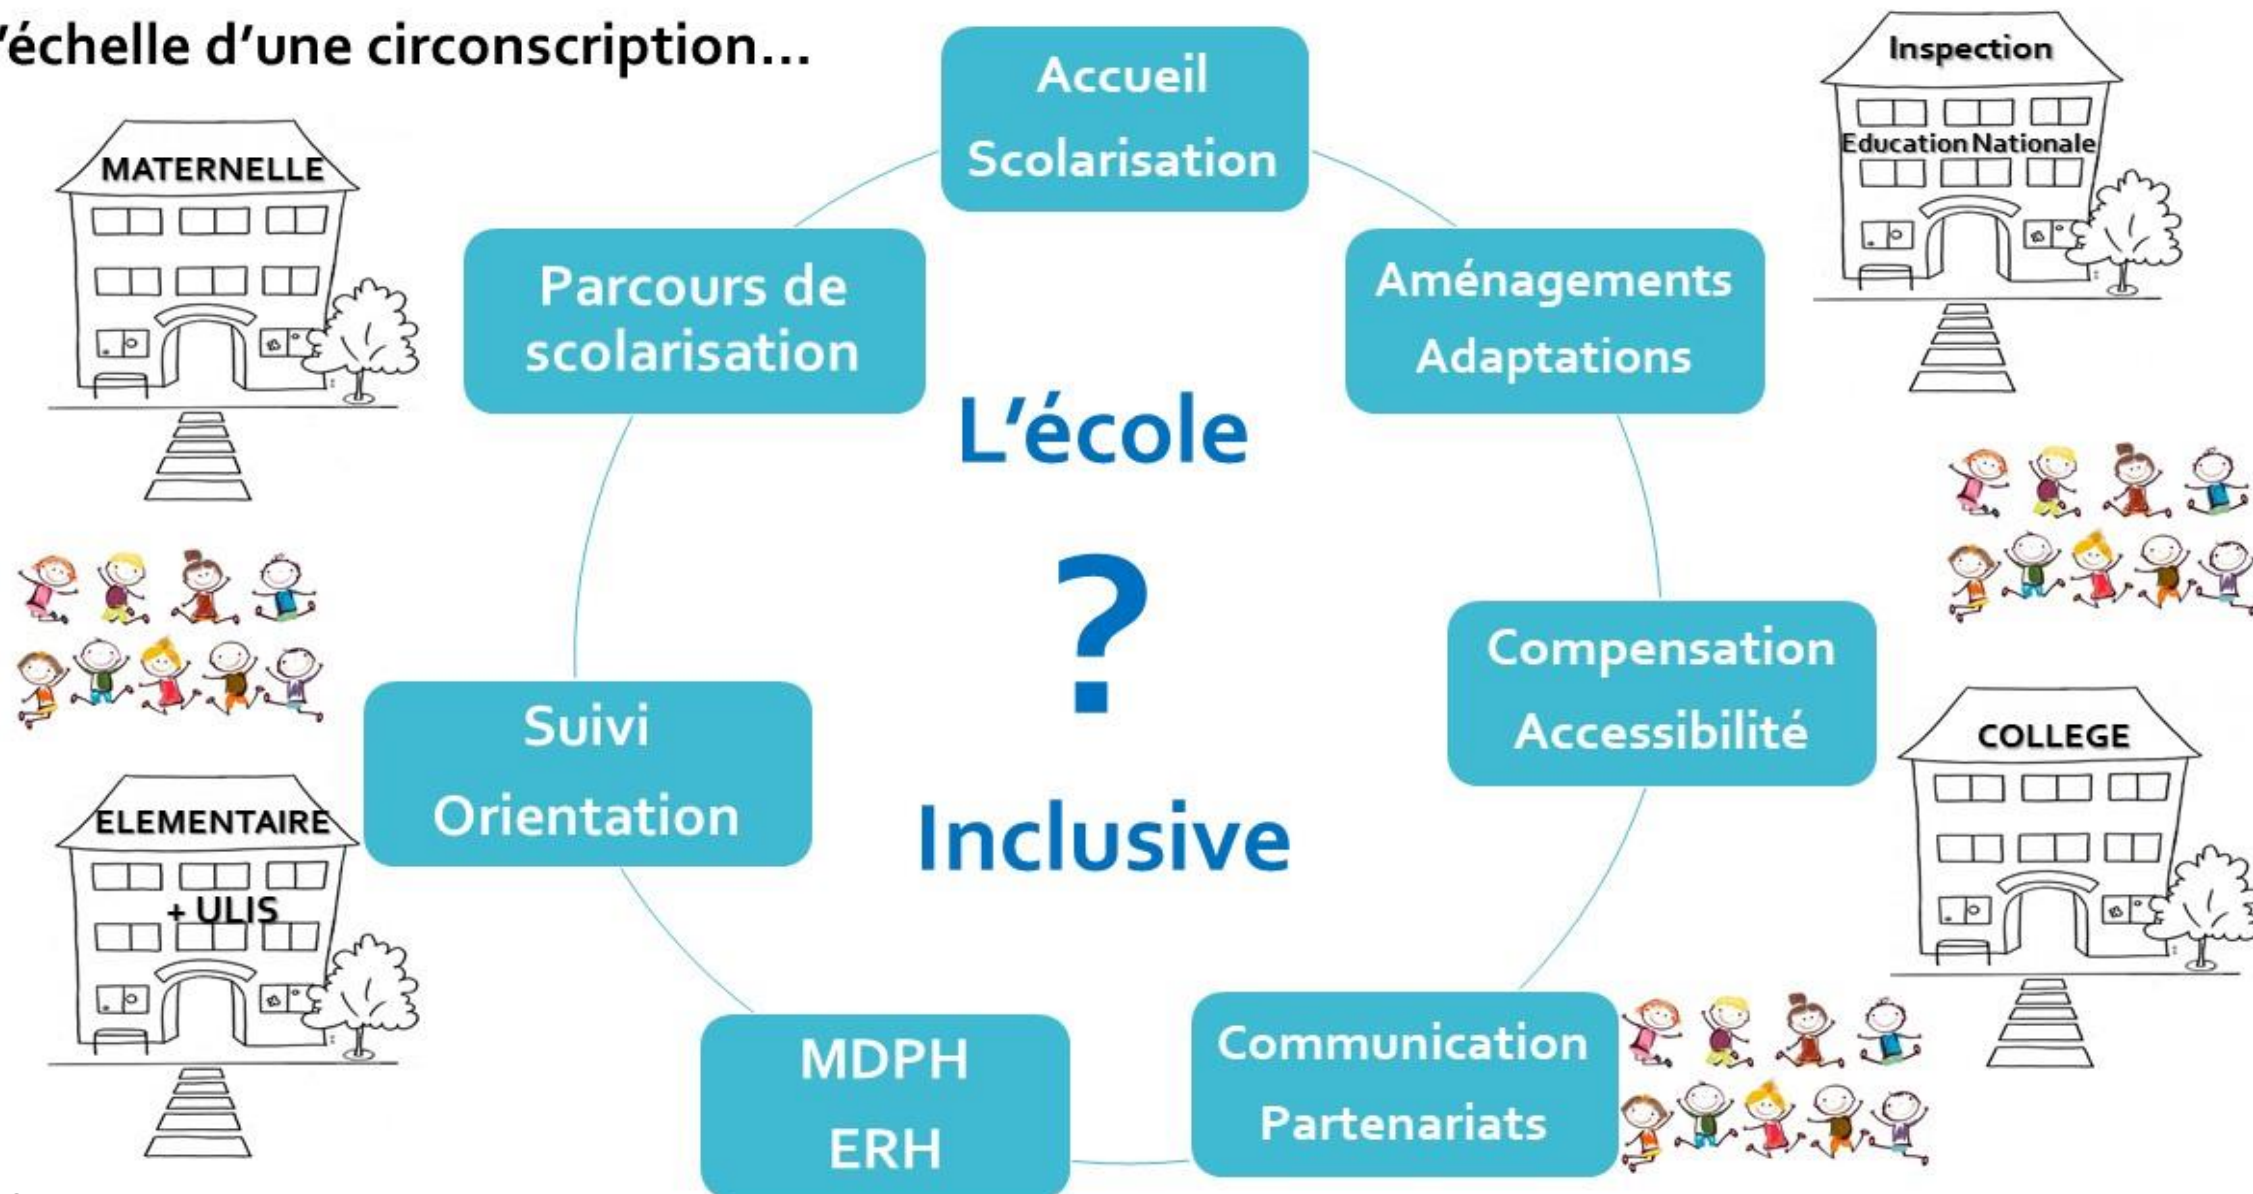 'échelle d'une circonscription...
Inspection
Education Nationale
MATERNELLE
Accueil
Scolarisation
Parcours de
scolarisation
Aménagements
Adaptations
L'école
?
Inclusive
Compensation
Accessibilité
Suivi
Orientation
COLLEGE
ELEMENTAIRE
+ ULIS
MDPH
ERH
Communication
Partenariats